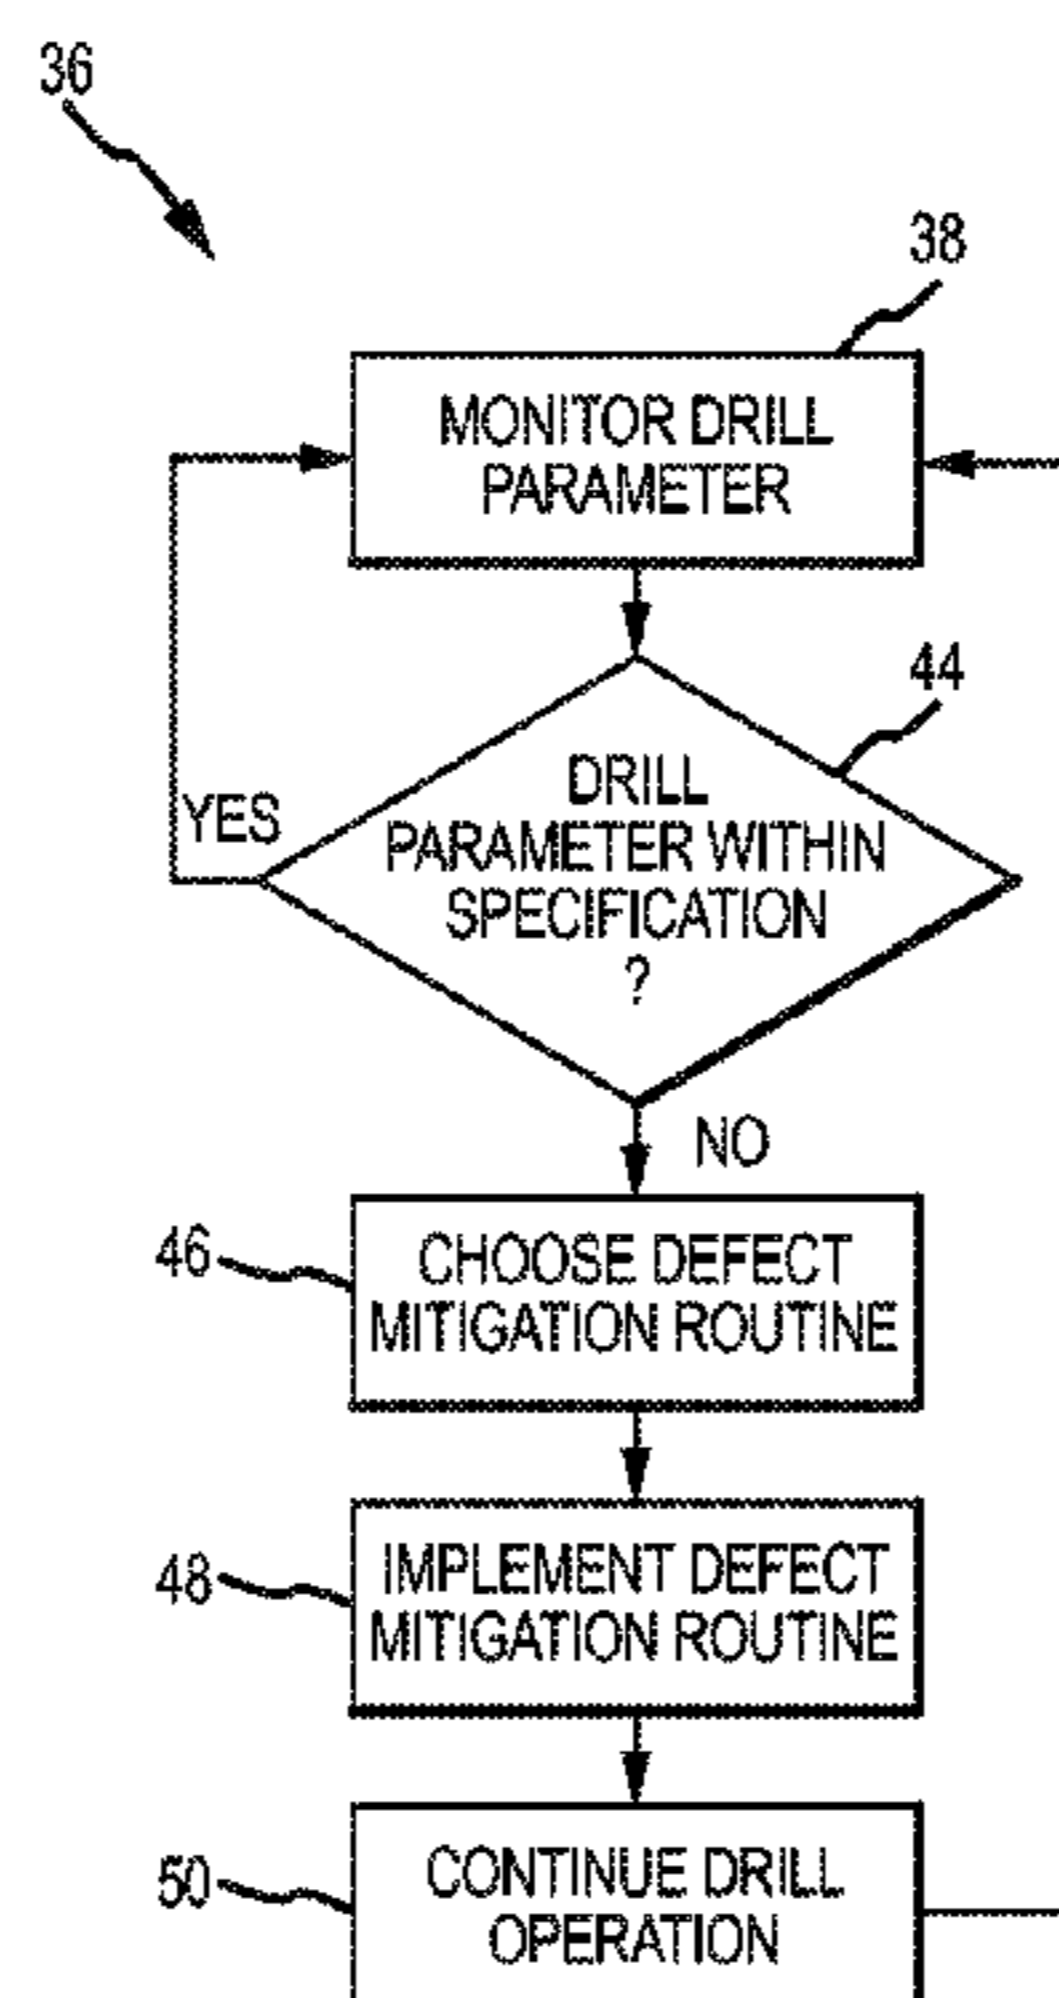 36
38
MONITOR DRILL
PARAMETER
44
DRILL
PARAMETER WITHIN
SPECIFICATION
?
YES
NO
46
CHOOSE DEFECT
MITIGATION ROUTINE
48
IMPLEMENT DEFECT
MITIGATION ROUTINE
50
CONTINUE DRILL
OPERATION